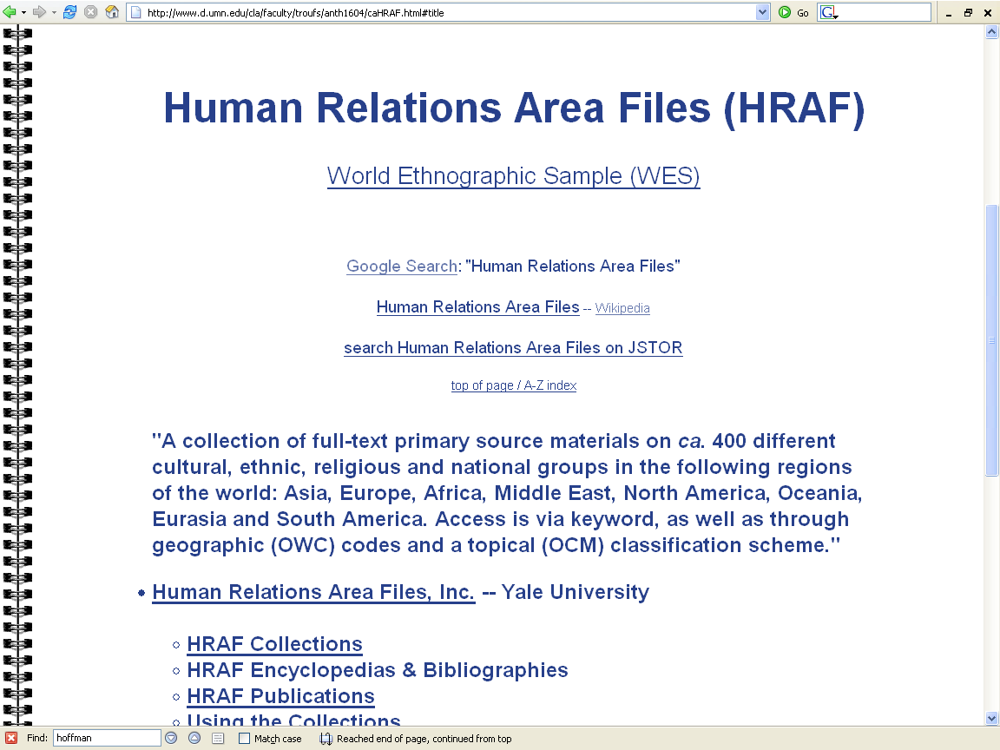 http://www.d.umn.edu/cla/faculty/troufs/anth1604/caHRAF.html#title
Go
G
Human Relations Area Files (HRAF)
World Ethnographic Sample (WES)
Google Search: "Human Relations Area Files"
Human Relations Area Files -- Wikipedia
search Human Relations Area Files on JSTOR
top of page / A-Z index
"A collection of full-text primary source materials on ca. 400 different
cultural, ethnic, religious and national groups in the following regions
of the world: Asia, Europe, Africa, Middle East, North America, Oceania,
Eurasia and South America. Access is via keyword, as well as through
geographic (OWC) codes and a topical (OCM) classification scheme."
• Human Relations Area Files, Inc. -- Yale University
◦ HRAF Collections
◦ HRAF Encyclopedias & Bibliographies
◦ HRAF Publications
◦ Using the Collections
Find: hoffman
Match case
Reached end of page, continued from top